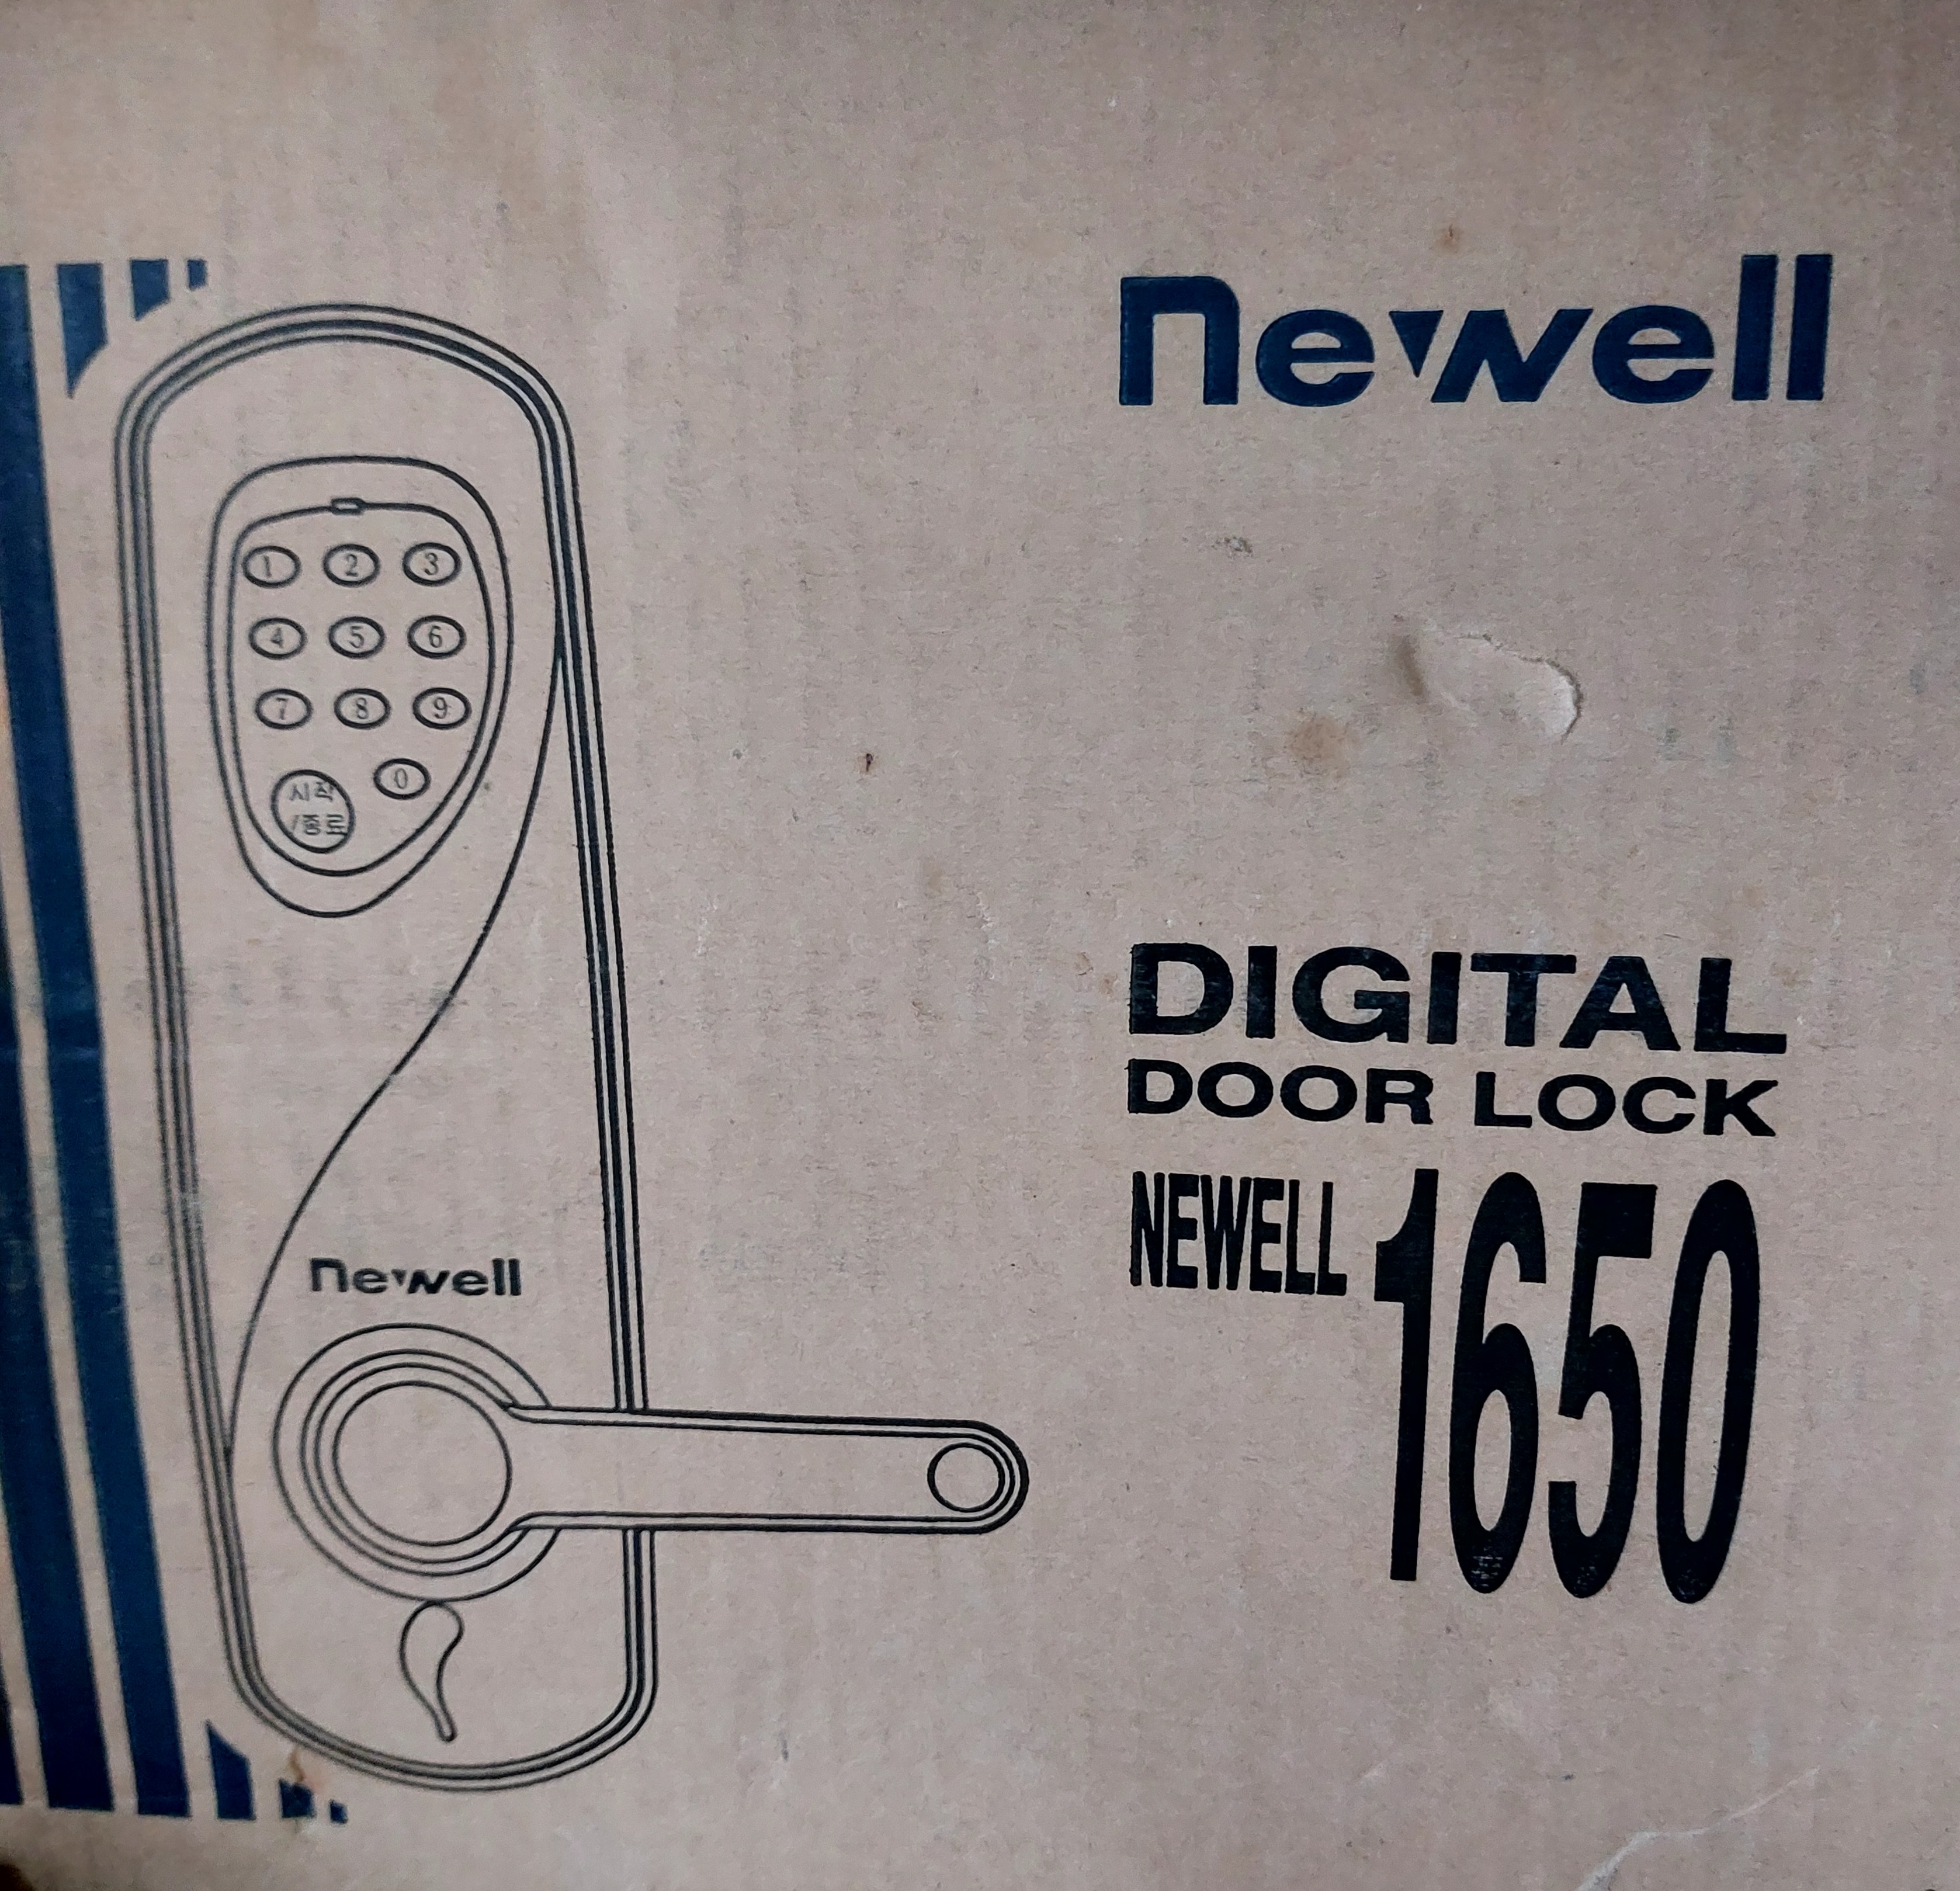 newell
1 2 3
4 5 6
7 8 9
0
시작
/종료
newell
DIGITAL
DOOR LOCK
NEWELL 1650